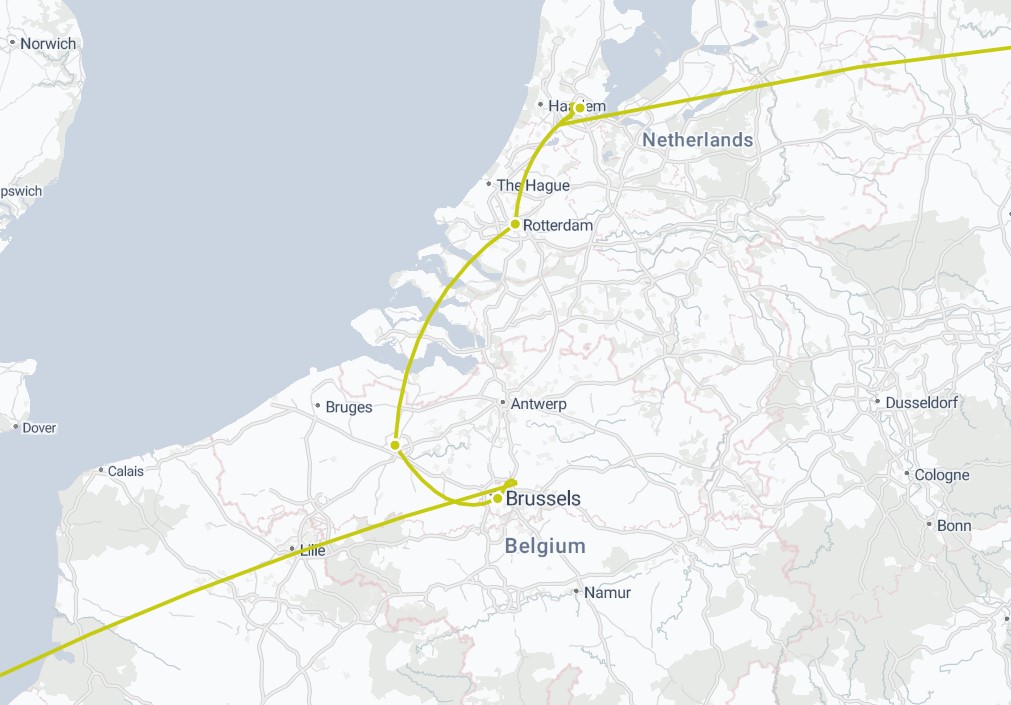 Norwich
Haarlem
Netherlands
The Hague
pswich
Rotterdam
Bruges
Antwerp
Dusseldorf
Dover
Calais
Cologne
Brussels
Bonn
Lille
Belgium
Namur